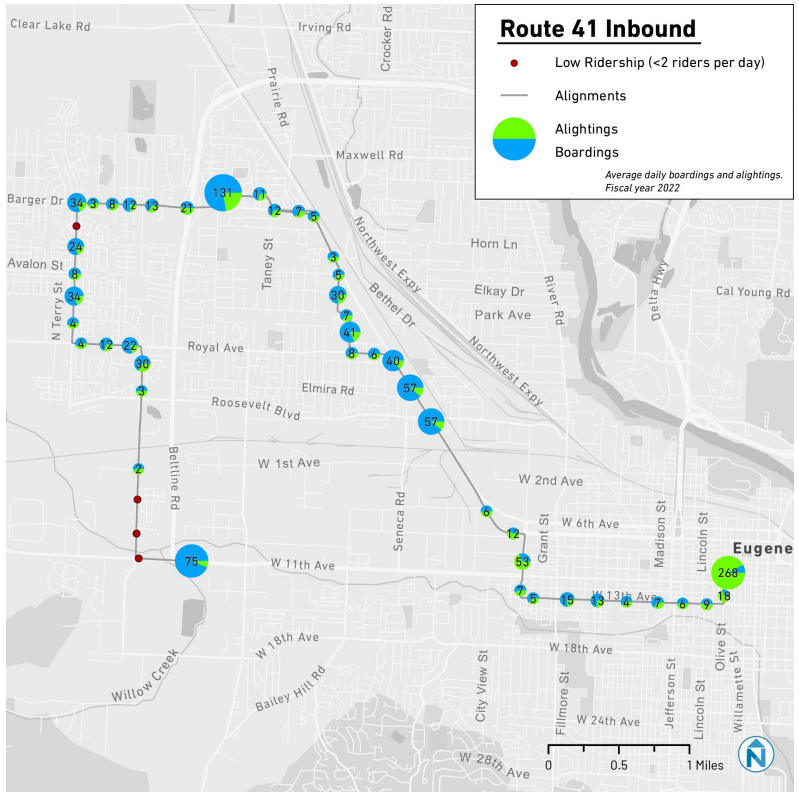 Clear Lake Rd
Irving Rd
Crocker Rd
Route 41 Inbound
Low Ridership (<2 riders per day)
Alignments
Alightings
Boardings
Average daily boardings and alightings.
Fiscal year 2022
Prairie Rd
Maxwell Rd
Barger Dr
34
3
8
12
13
21
131
11
12
7
5
Northwest Expy
Horn Ln
Delta Hwy
24
Taney St
3
Avalon St
8
5
Elkay Dr
River Rd
Cal Young Rd
N Terry St
34
30
Bethel Dr
Park Ave
4
7
41
4
12
22
Royal Ave
8
6
40
Northwest Expy
30
3
Elmira Rd
57
Roosevelt Blvd
57
Beltline Rd
W 1st Ave
2
W 2nd Ave
Seneca Rd
6
Grant St
W 6th Ave
Madison St
Lincoln St
12
Eugene
75
W 11th Ave
53
268
7
5
15
13
W 13th Ave
4
7
6
9
18
W 18th Ave
W 18th Ave
Olive St
Willow Creek
Bailey Hill Rd
City View St
Fillmore St
Jefferson St
Lincoln St
Willamette St
W 24th Ave
W 28th Ave
N
0 0.5 1 Miles